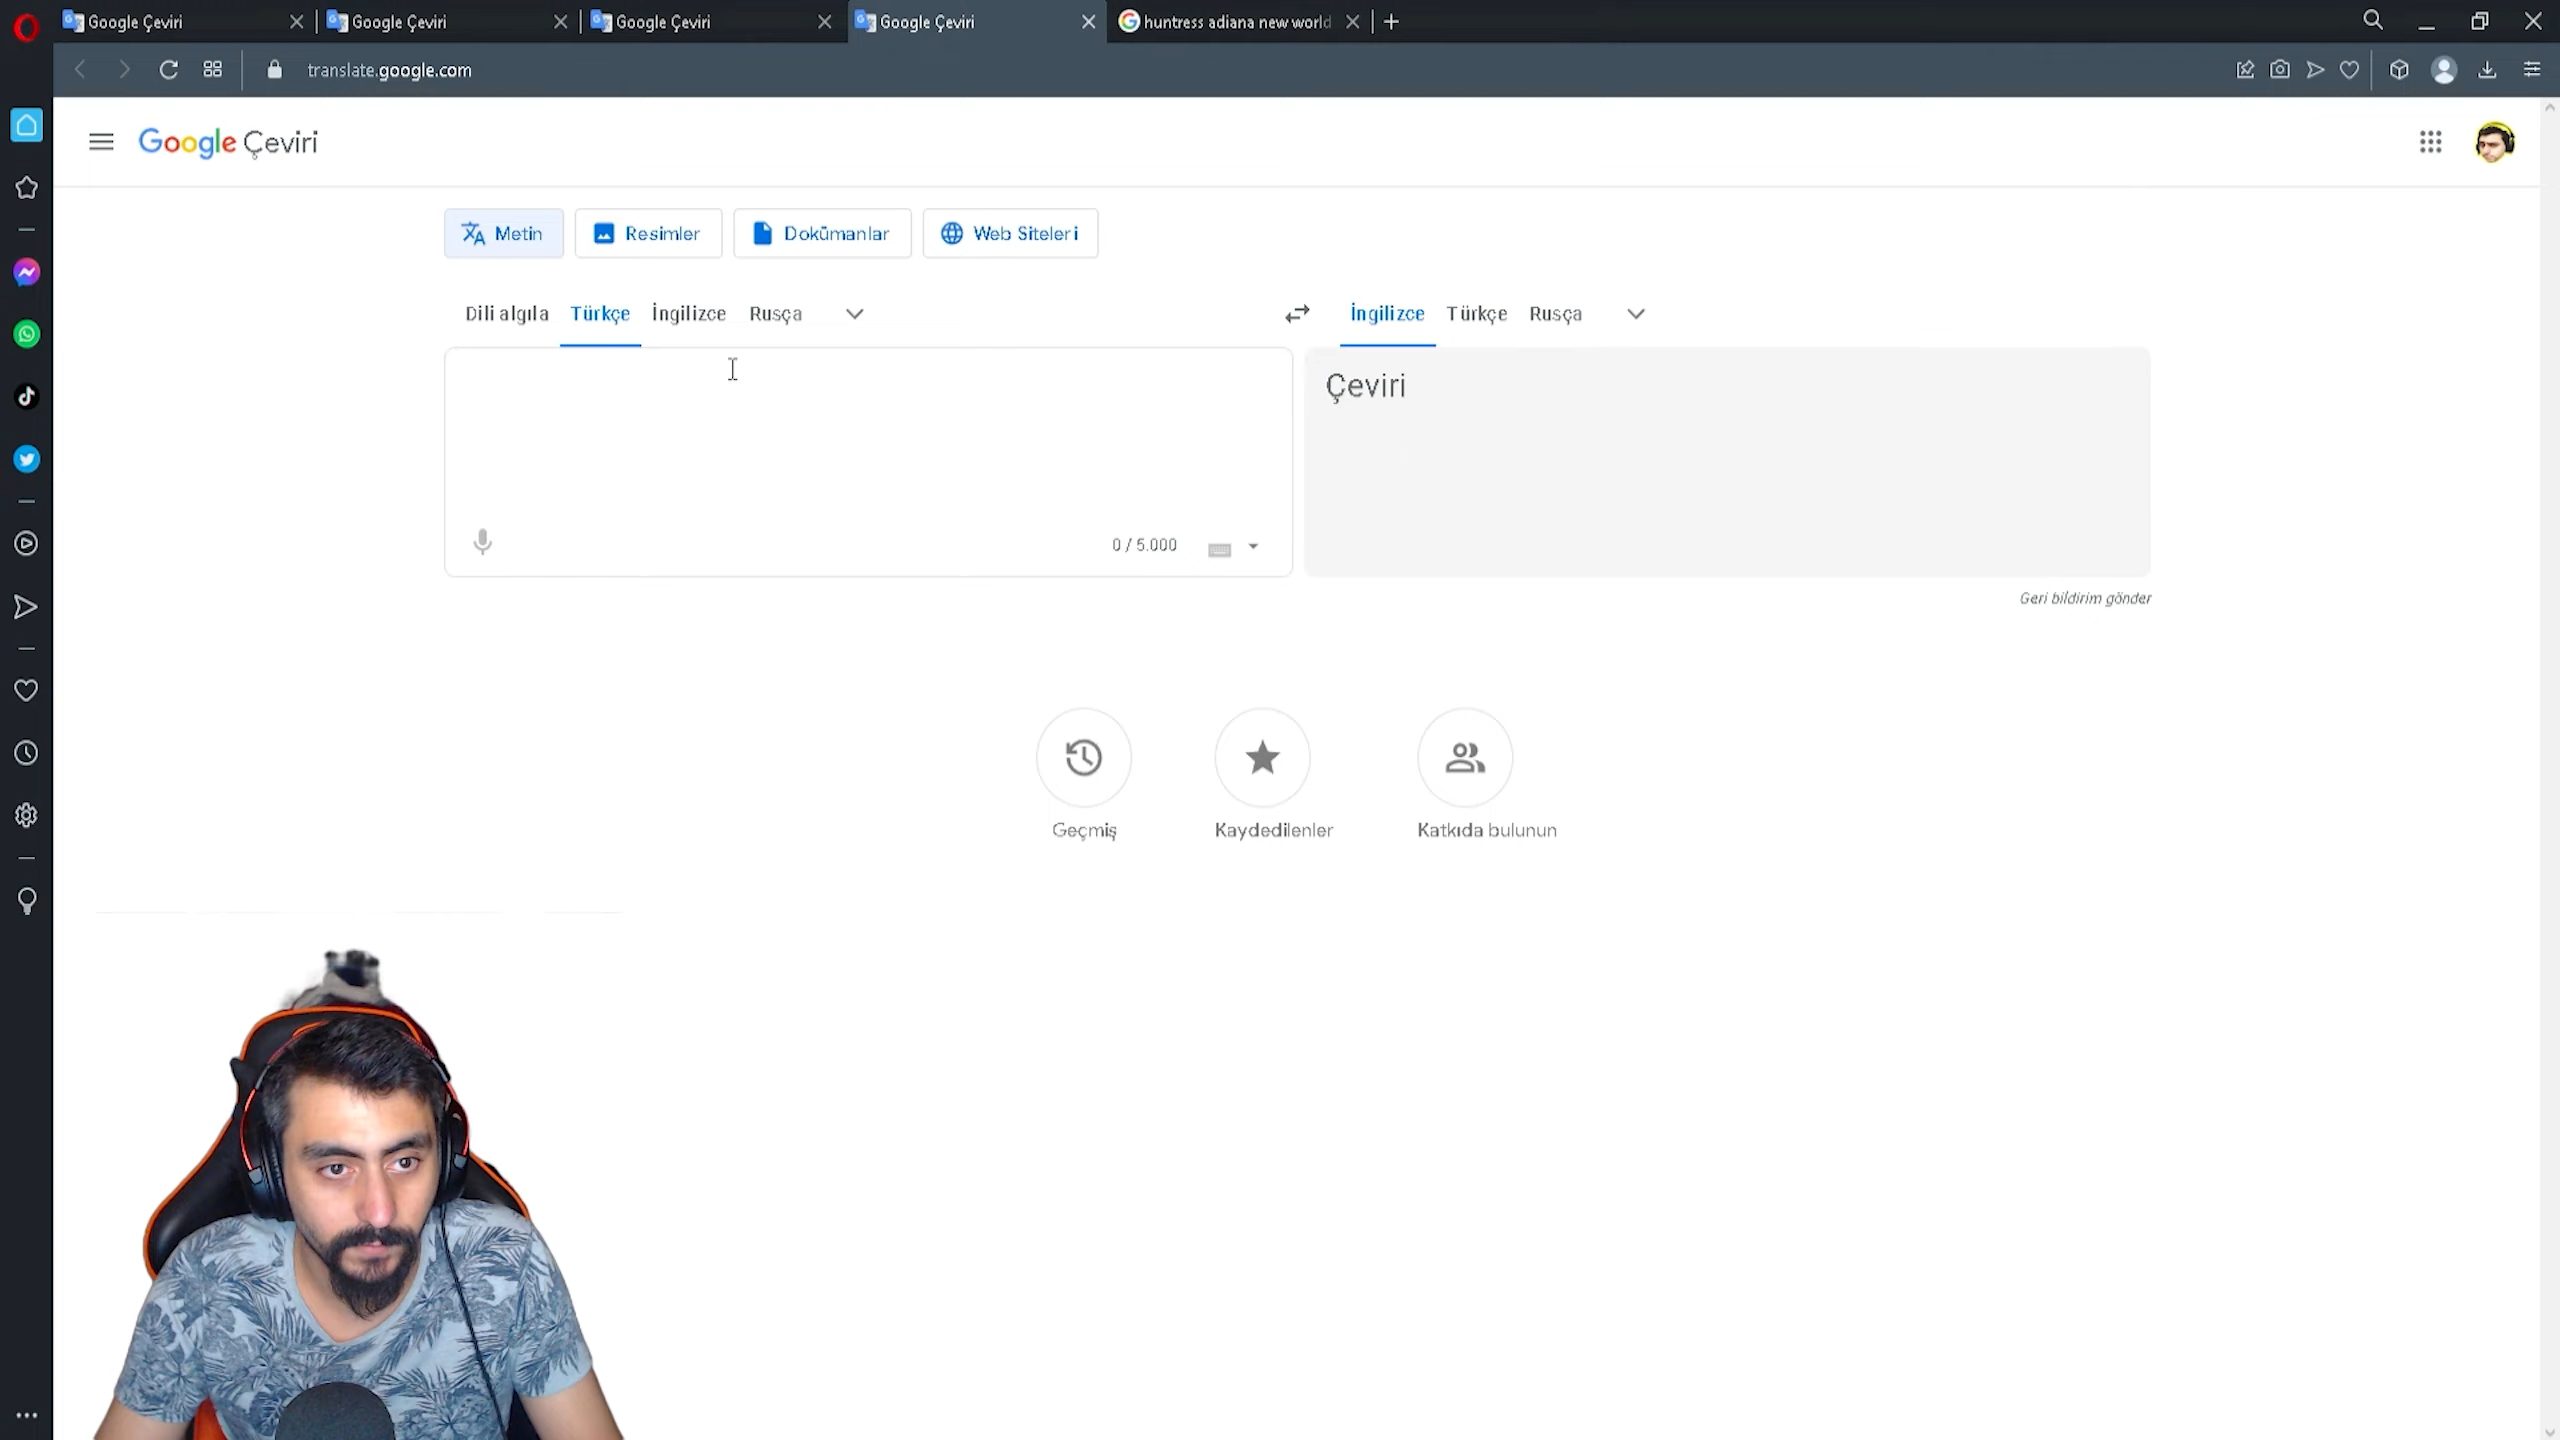 Google Çeviri
Google Çeviri
Google Çeviri
Google Çeviri
huntress adiana new world
translate.google.com
Google Çeviri
Metin
Resimler
Dokümanlar
Web Siteleri
Dili algıla
Türkçe
İngilizce
Rusça
İngilizce
Türkçe
Rusça
Çeviri
0 / 5.000
Geri bildirim gönder
Geçmiş
Kaydedilenler
Katkıda bulunun